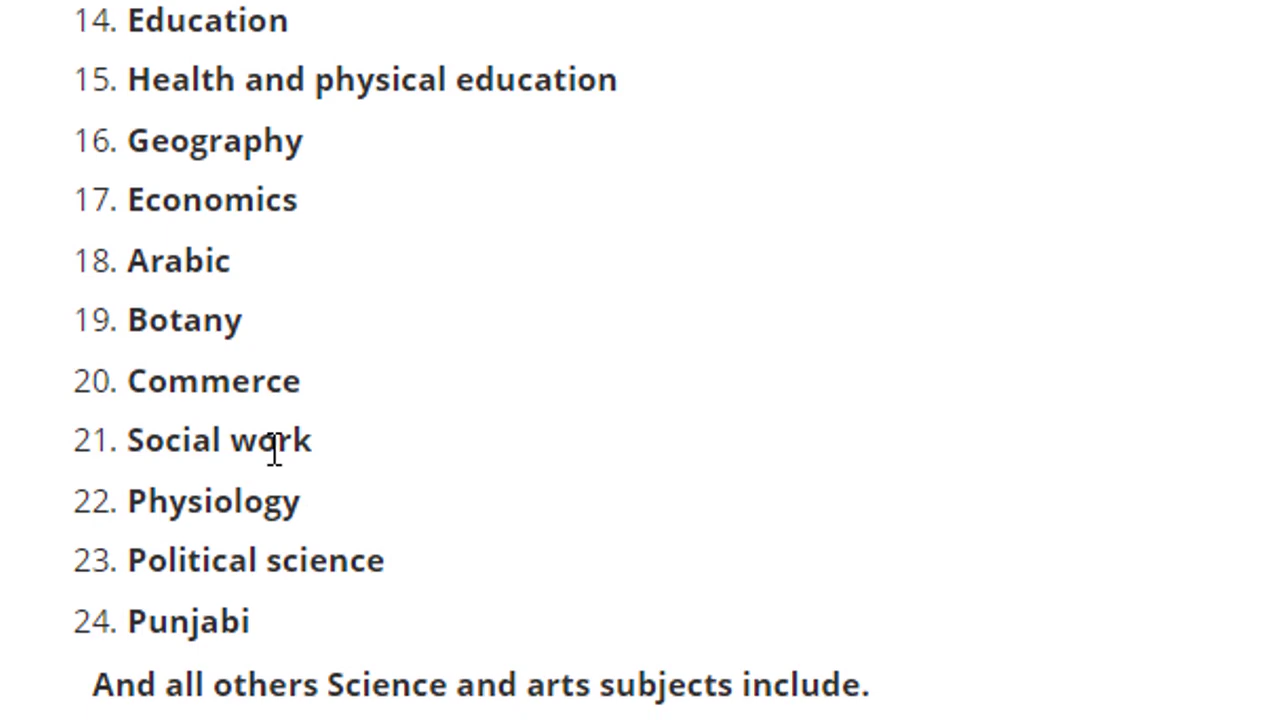 14. Education
15. Health and physical education
16. Geography
17. Economics
18. Arabic
19. Botany
20. Commerce
21. Social work
22. Physiology
23. Political science
24. Punjabi
And all others Science and arts subjects include.